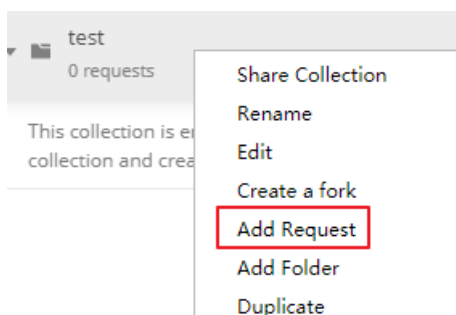 test
0 requests
This collection is
collection and
Share Collection
Rename
Edit
Create a fork
Add Request
Add Folder
Duplicate